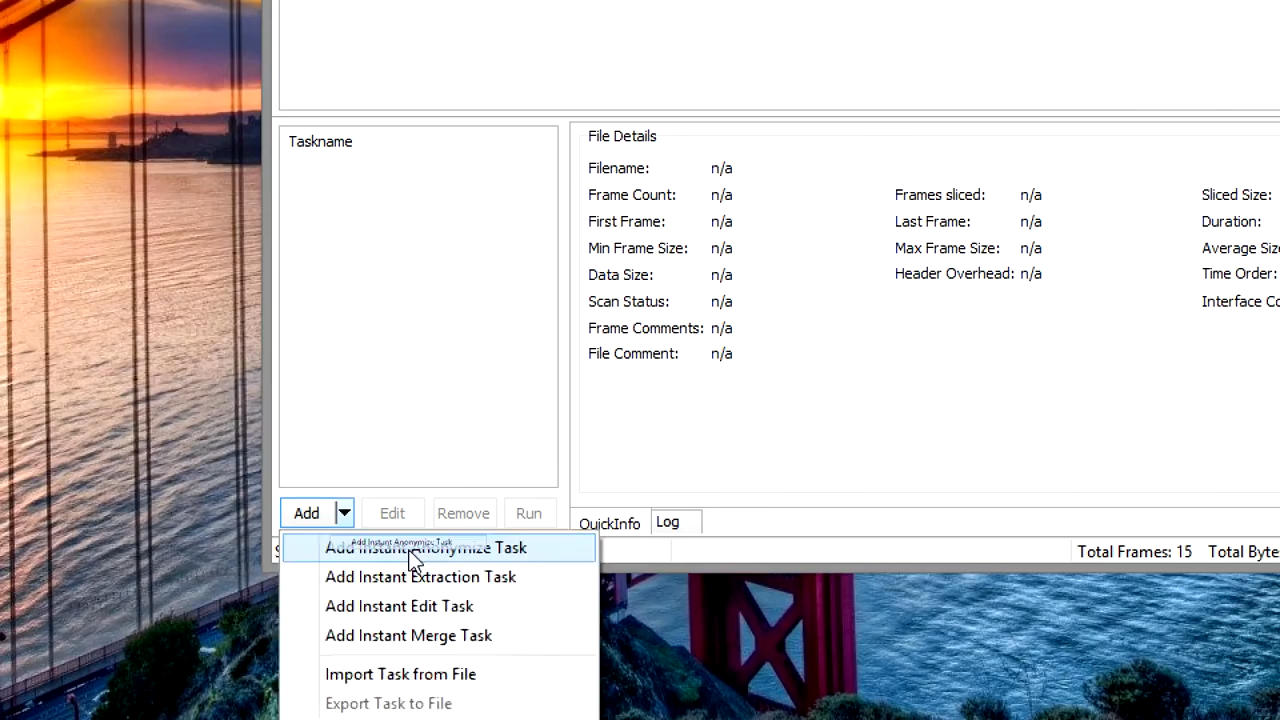 Taskname
File Details
Filename: n/a
Frame Count: n/a Frames sliced: n/a Sliced Size:
First Frame: n/a Last Frame: n/a Duration:
Min Frame Size: n/a Max Frame Size: n/a Average Size
Data Size: n/a Header Overhead: n/a Time Order:
Scan Status: n/a Interface Co
Frame Comments: n/a
File Comment: n/a
Add Edit Remove Run
QuickInfo Log
Total Frames: 15 Total Byte
Add Instant Anonymize Task
Add Instant Anonymize Task
Add Instant Extraction Task
Add Instant Edit Task
Add Instant Merge Task
Import Task from File
Export Task to File